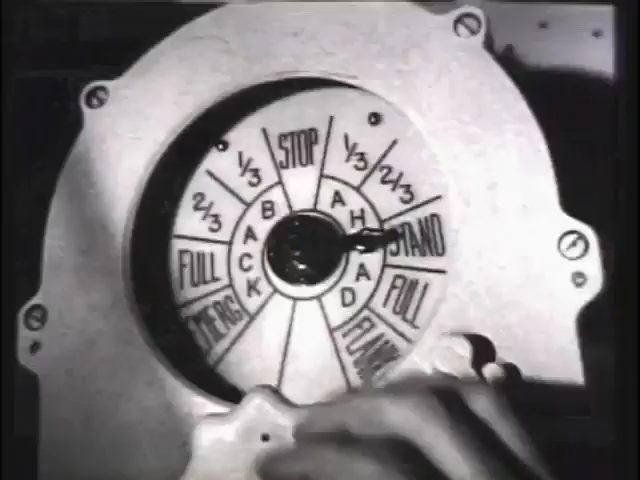 STOP
1/3
2/3
STAND
FULL
FLANK
AHEAD
1/3
2/3
FULL
EMERG
BACK